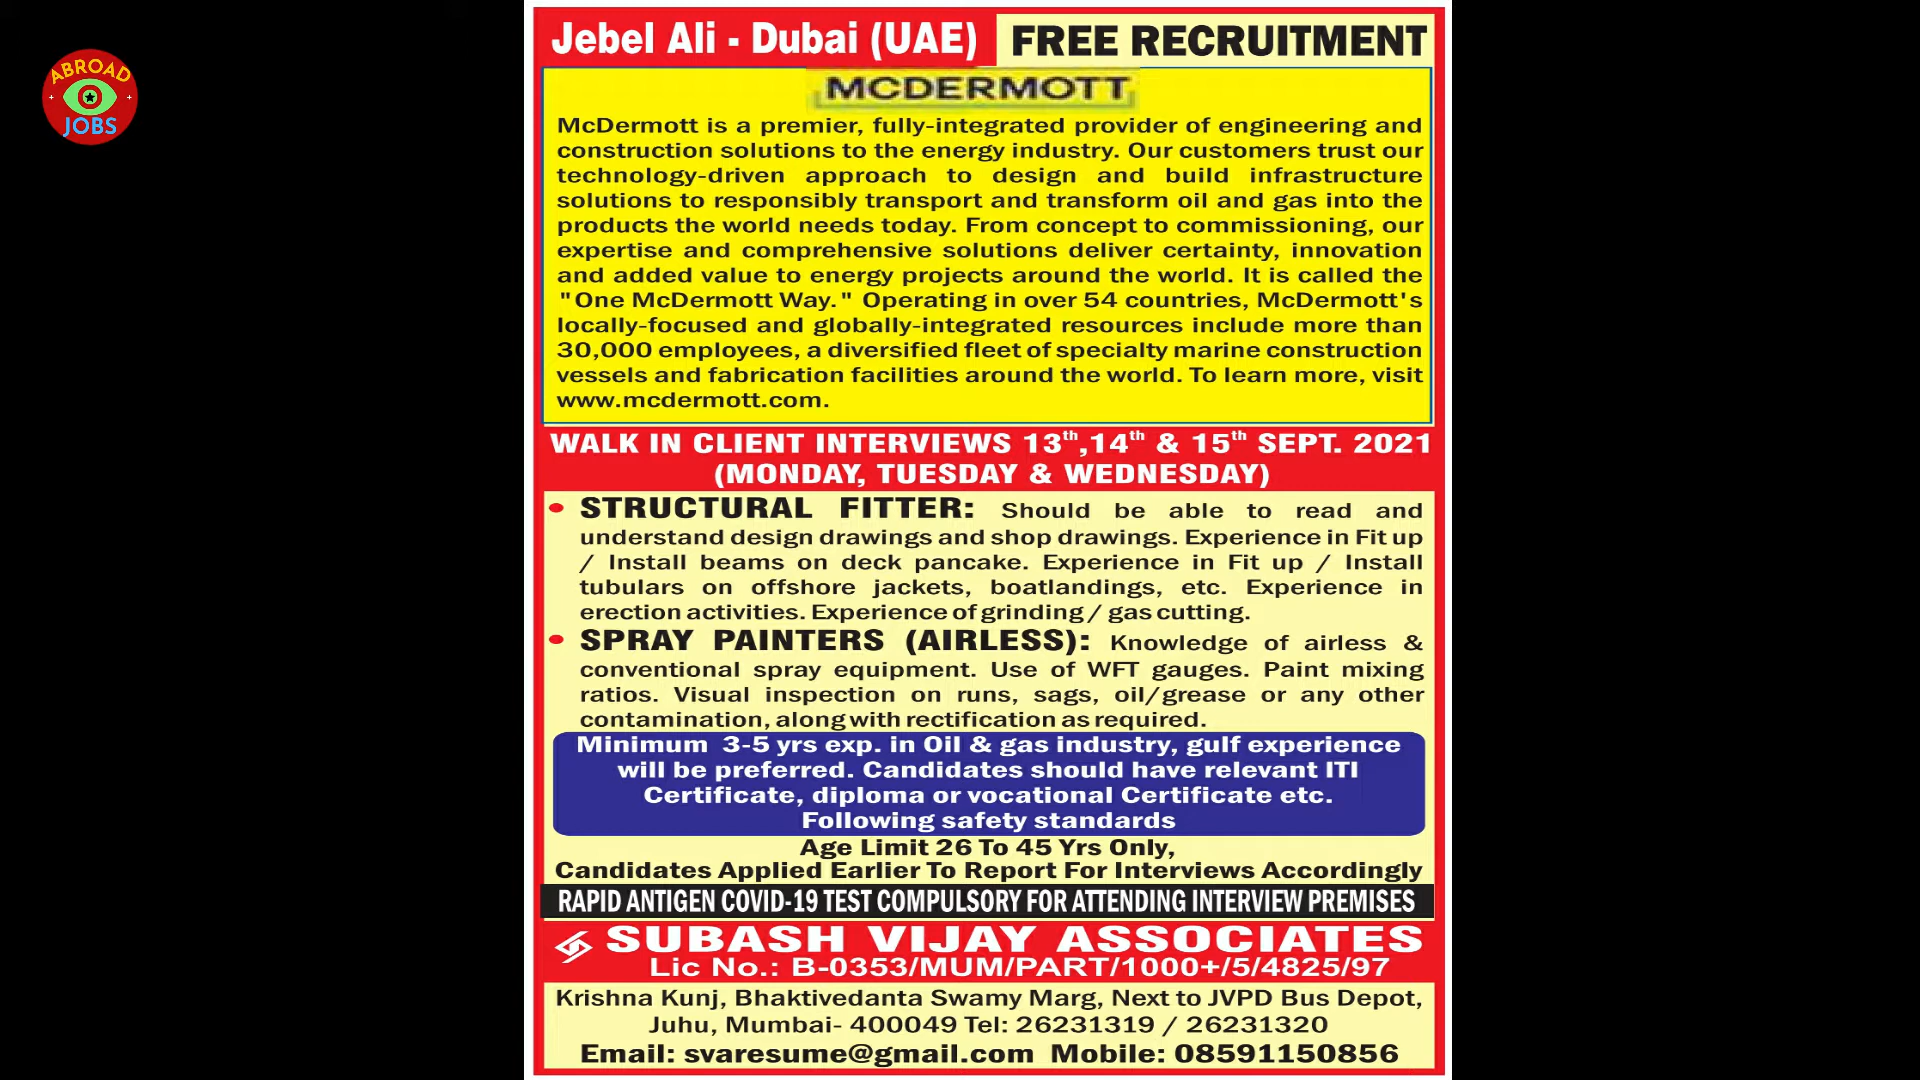 ABROAD
JOBS
Jebel Ali - Dubai (UAE) FREE RECRUITMENT
MCDERMOTT
McDermott is a premier, fully-integrated provider of engineering and
construction solutions to the energy industry. Our customers trust our
technology-driven approach to design and build infrastructure
solutions to responsibly transport and transform oil and gas into the
products the world needs today. From concept to commissioning, our
expertise and comprehensive solutions deliver certainty, innovation
and added value to energy projects around the world. It is called the
"One McDermott Way." Operating in over 54 countries, McDermott's
locally-focused and globally-integrated resources include more than
30,000 employees, a diversified fleet of specialty marine construction
vessels and fabrication facilities around the world. To learn more, visit
www.mcdermott.com.
WALK IN CLIENT INTERVIEWS 13th,14th & 15th SEPT. 2021
(MONDAY, TUESDAY & WEDNESDAY)
• STRUCTURAL FITTER: Should be able to read and
understand design drawings and shop drawings. Experience in Fit up
/ Install beams on deck pancake. Experience in Fit up / Install
tubulars on offshore jackets, boatlandings, etc. Experience in
erection activities. Experience of grinding / gas cutting.
• SPRAY PAINTERS (AIRLESS): Knowledge of airless &
conventional spray equipment. Use of WFT gauges. Paint mixing
ratios. Visual inspection on runs, sags, oil/grease or any other
contamination, along with rectification as required.
Minimum 3-5 yrs exp. in Oil & gas industry, gulf experience
will be preferred. Candidates should have relevant ITI
Certificate, diploma or vocational Certificate etc.
Following safety standards
Age Limit 26 To 45 Yrs Only,
Candidates Applied Earlier To Report For Interviews Accordingly
RAPID ANTIGEN COVID-19 TEST COMPULSORY FOR ATTENDING INTERVIEW PREMISES
SUBASH VIJAY ASSOCIATES
Lic No.: B-0353/MUM/PART/1000+/5/4825/97
Krishna Kunj, Bhaktivedanta Swamy Marg, Next to JVPD Bus Depot,
Juhu, Mumbai- 400049 Tel: 26231319 / 26231320
Email: svaresume@gmail.com Mobile: 08591150856